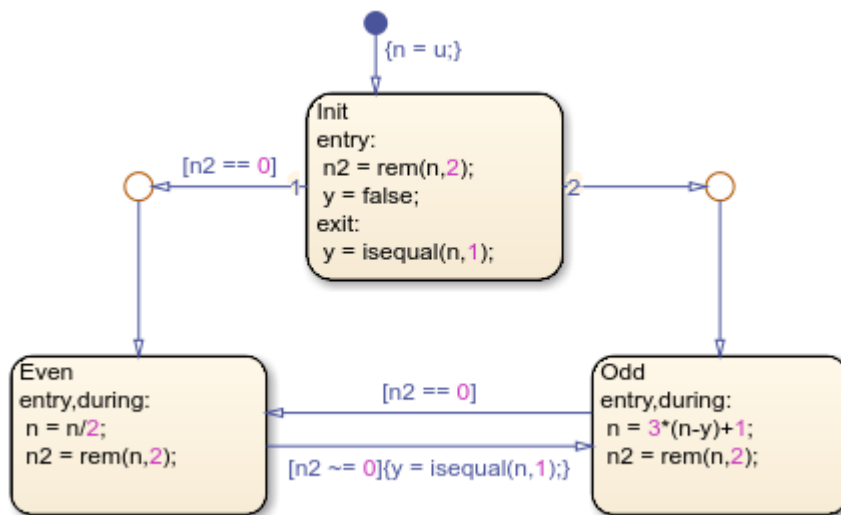 {n = u;}
Init
entry:
n2 = rem(n,2);
y = false;
exit:
y = isequal(n,1);
[n2 == 0]
1
2
Even
entry,during:
n = n/2;
n2 = rem(n,2);
[n2 == 0]
[n2 ~= 0]{y = isequal(n,1);}
Odd
entry,during:
n = 3*(n-y)+1;
n2 = rem(n,2);